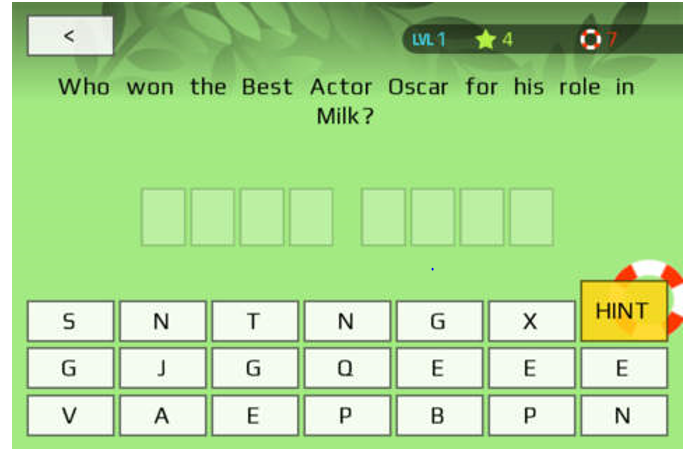 <
LVL 1 4 7
Who won the Best Actor Oscar for his role in
Milk?
HINT
S N T N G X
G J G Q E E E
V A E P B P N